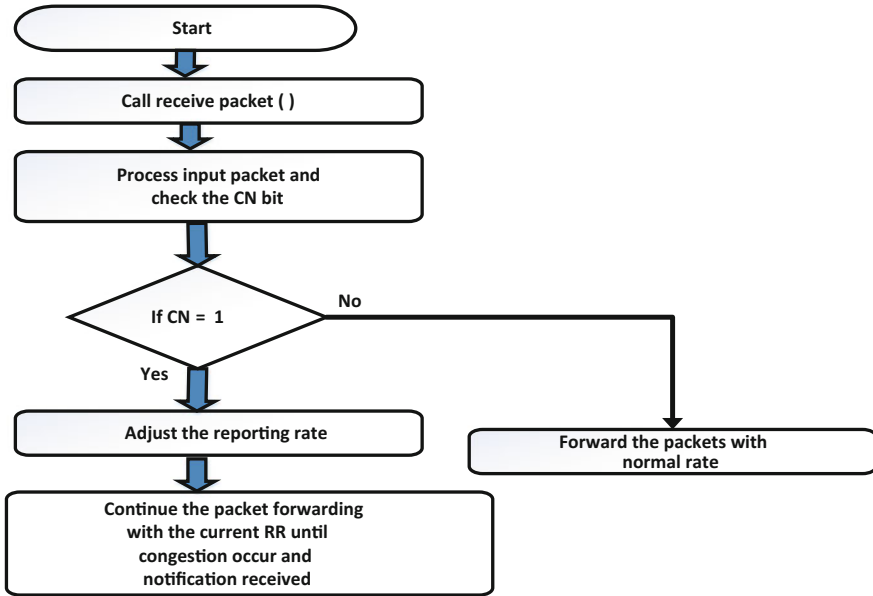 Start
Call receive packet ( )
Process input packet and
check the CN bit
If CN = 1
No
Yes
Adjust the reporting rate
Forward the packets with
normal rate
Continue the packet forwarding
with the current RR until
congestion occur and
notification received